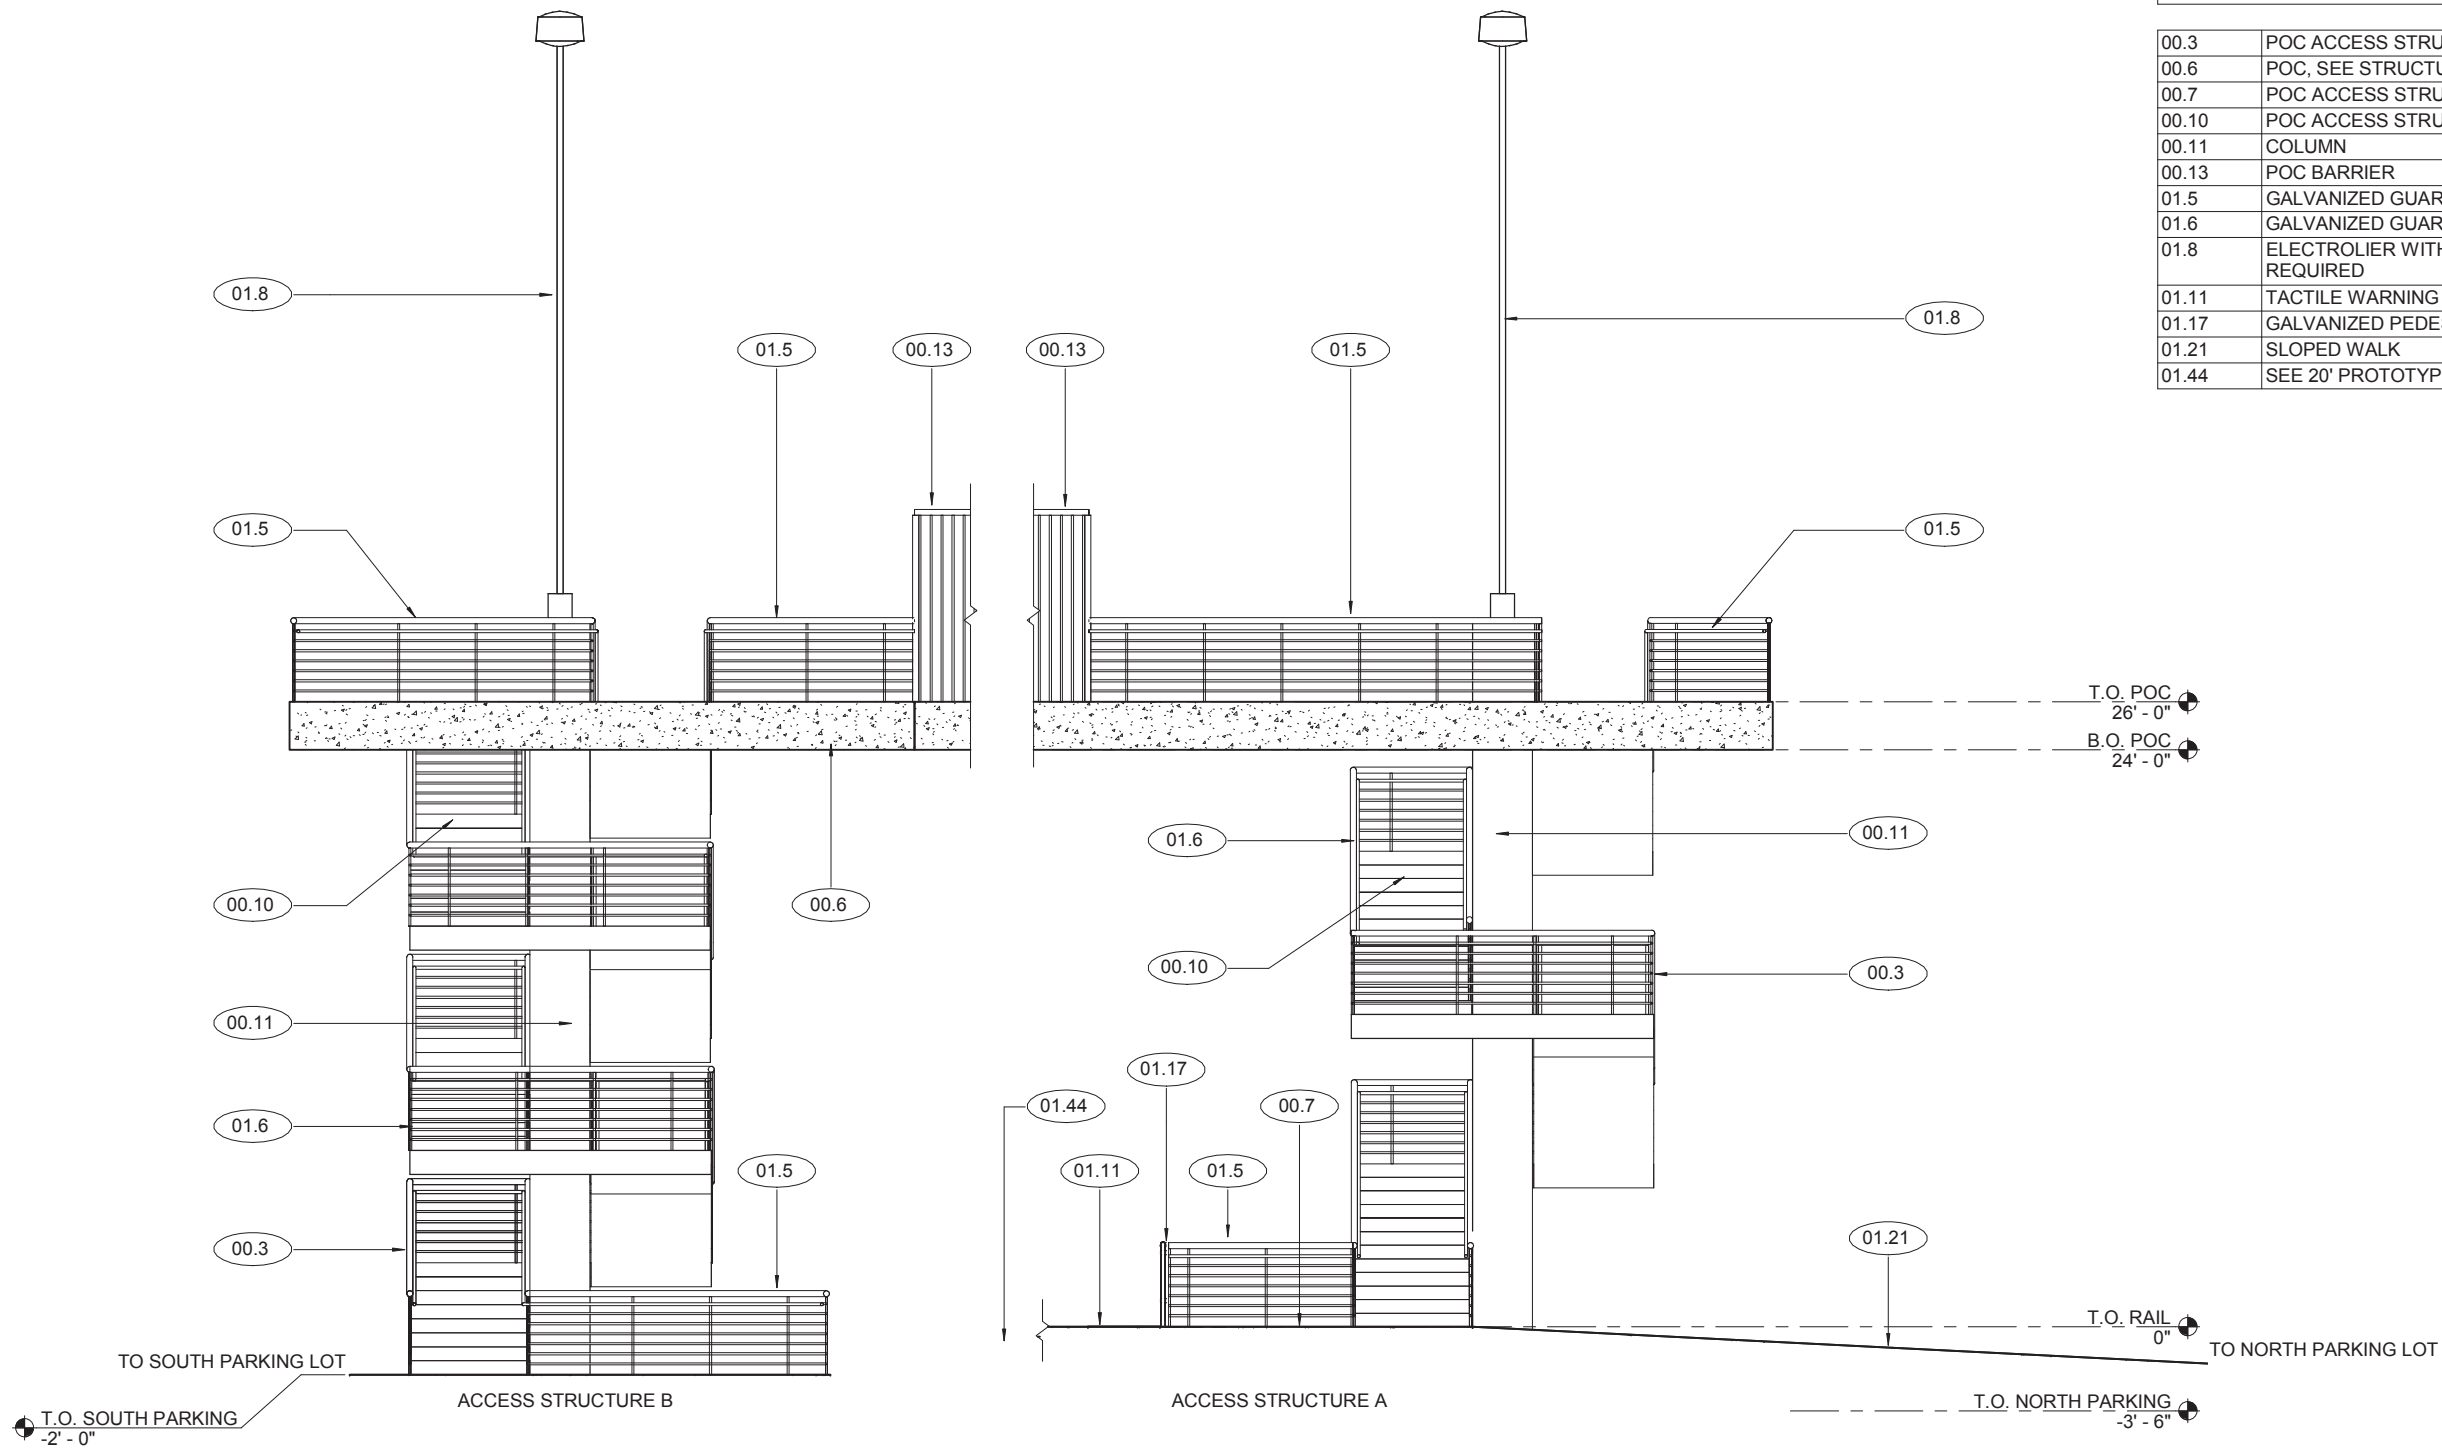 00.3 POC ACCESS STRU
00.6 POC, SEE STRUCTU
00.7 POC ACCESS STRU
00.10 POC ACCESS STRU
00.11 COLUMN
00.13 POC BARRIER
01.5 GALVANIZED GUAR
01.6 GALVANIZED GUAR
01.8 ELECTROLIER WITH
REQUIRED
01.11 TACTILE WARNING
01.17 GALVANIZED PEDE
01.21 SLOPED WALK
01.44 SEE 20' PROTOTYP
01.8
01.8
01.5
00.13
00.13
01.5
01.5
01.5
T.O. POC
26' - 0"
B.O. POC
24' - 0"
01.6
00.11
00.10
00.6
00.10
00.3
00.11
01.17
01.44
00.7
01.6
01.5
01.11
01.5
00.3
01.21
T.O. RAIL
0"
TO SOUTH PARKING LOT
TO NORTH PARKING LOT
ACCESS STRUCTURE B
ACCESS STRUCTURE A
T.O. SOUTH PARKING
-2' - 0"
T.O. NORTH PARKING
-3' - 6"